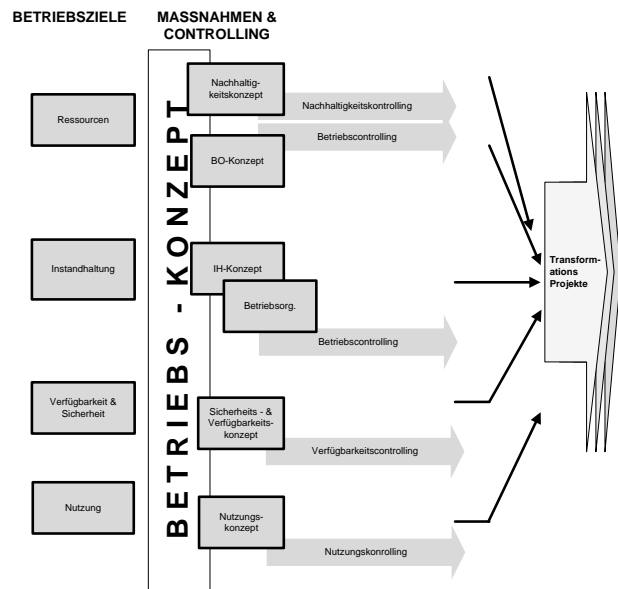 BETRIEBSZIELE
MASSNAHMEN &
CONTROLLING
BETRIEBS - KONZEPT
Ressourcen
Nachhaltig-
keitskonzept
Nachhaltigkeitskontrolling
Betriebscontrolling
BO-Konzept
Instandhaltung
IH-Konzept
Betriebsorg.
Betriebscontrolling
Transform-
ations
Projekte
Verfügbarkeit &
Sicherheit
Sicherheits - &
Verfügbarkeits-
konzept
Verfügbarkeitscontrolling
Nutzung
Nutzungs-
konzept
Nutzungskonrolling